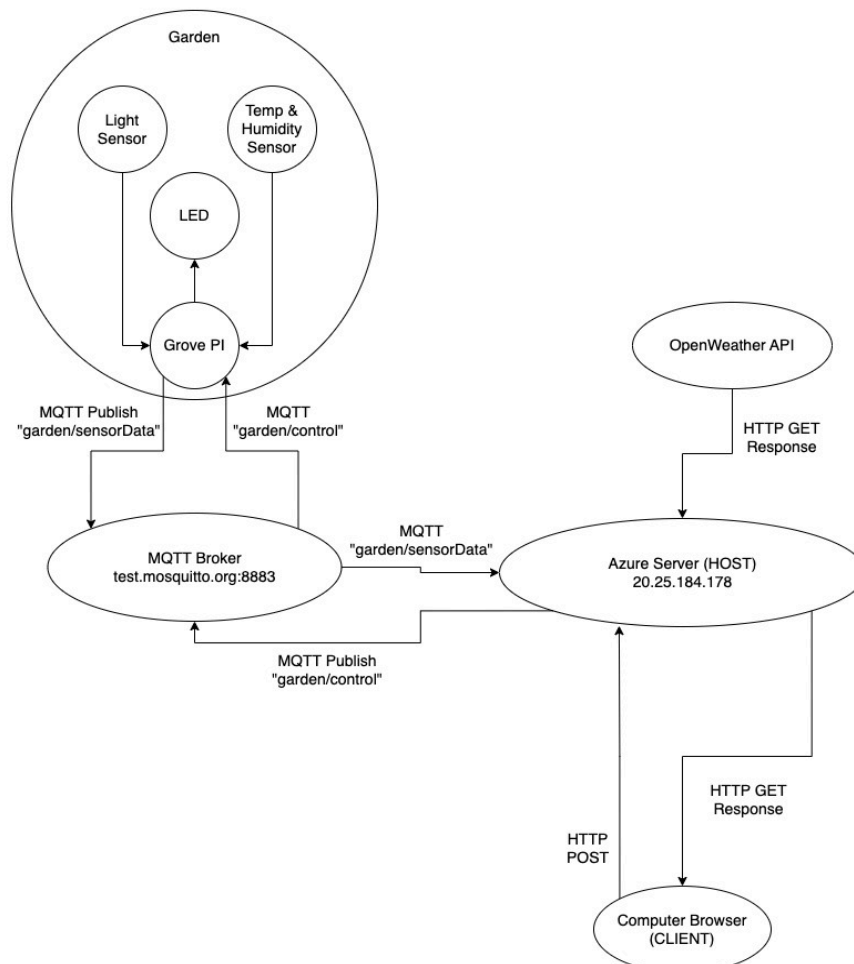 Garden
Light
Sensor
Temp &
Humidity
Sensor
LED
Grove PI
OpenWeather API
MQTT Publish
"garden/sensorData"
MQTT
"garden/control"
HTTP GET
Response
MQTT Broker
test.mosquitto.org:8883
MQTT
"garden/sensorData"
Azure Server (HOST)
20.25.184.178
MQTT Publish
"garden/control"
HTTP GET
Response
HTTP
POST
Computer Browser
(CLIENT)